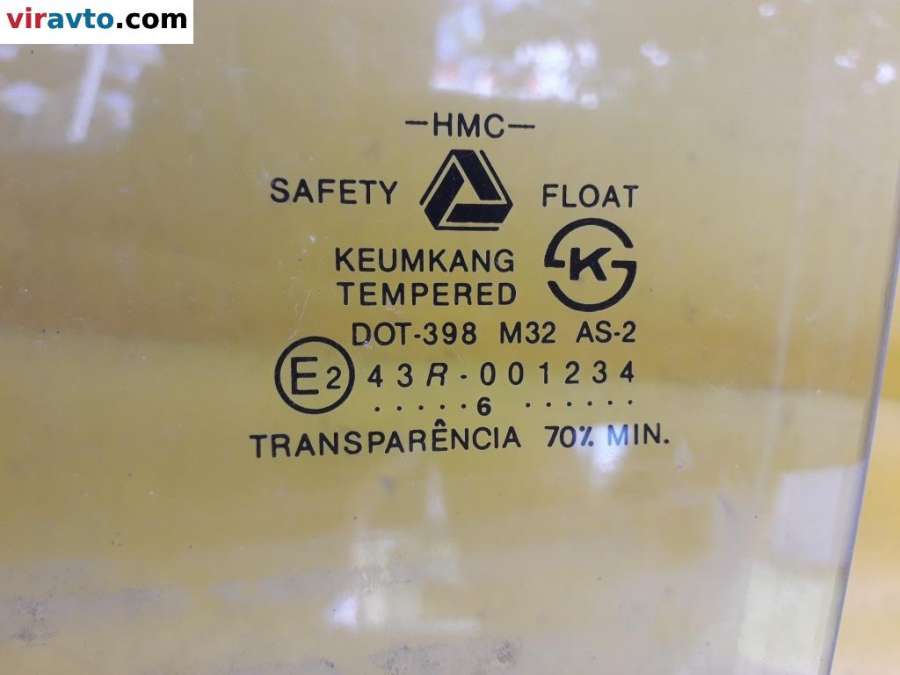 viravto.com
—HMC—
SAFETY FLOAT
KEUMKANG K
TEMPERED
DOT-398 M32 AS-2
E2 43R-001234
.....6......
TRANSPARÊNCIA 70% MIN.